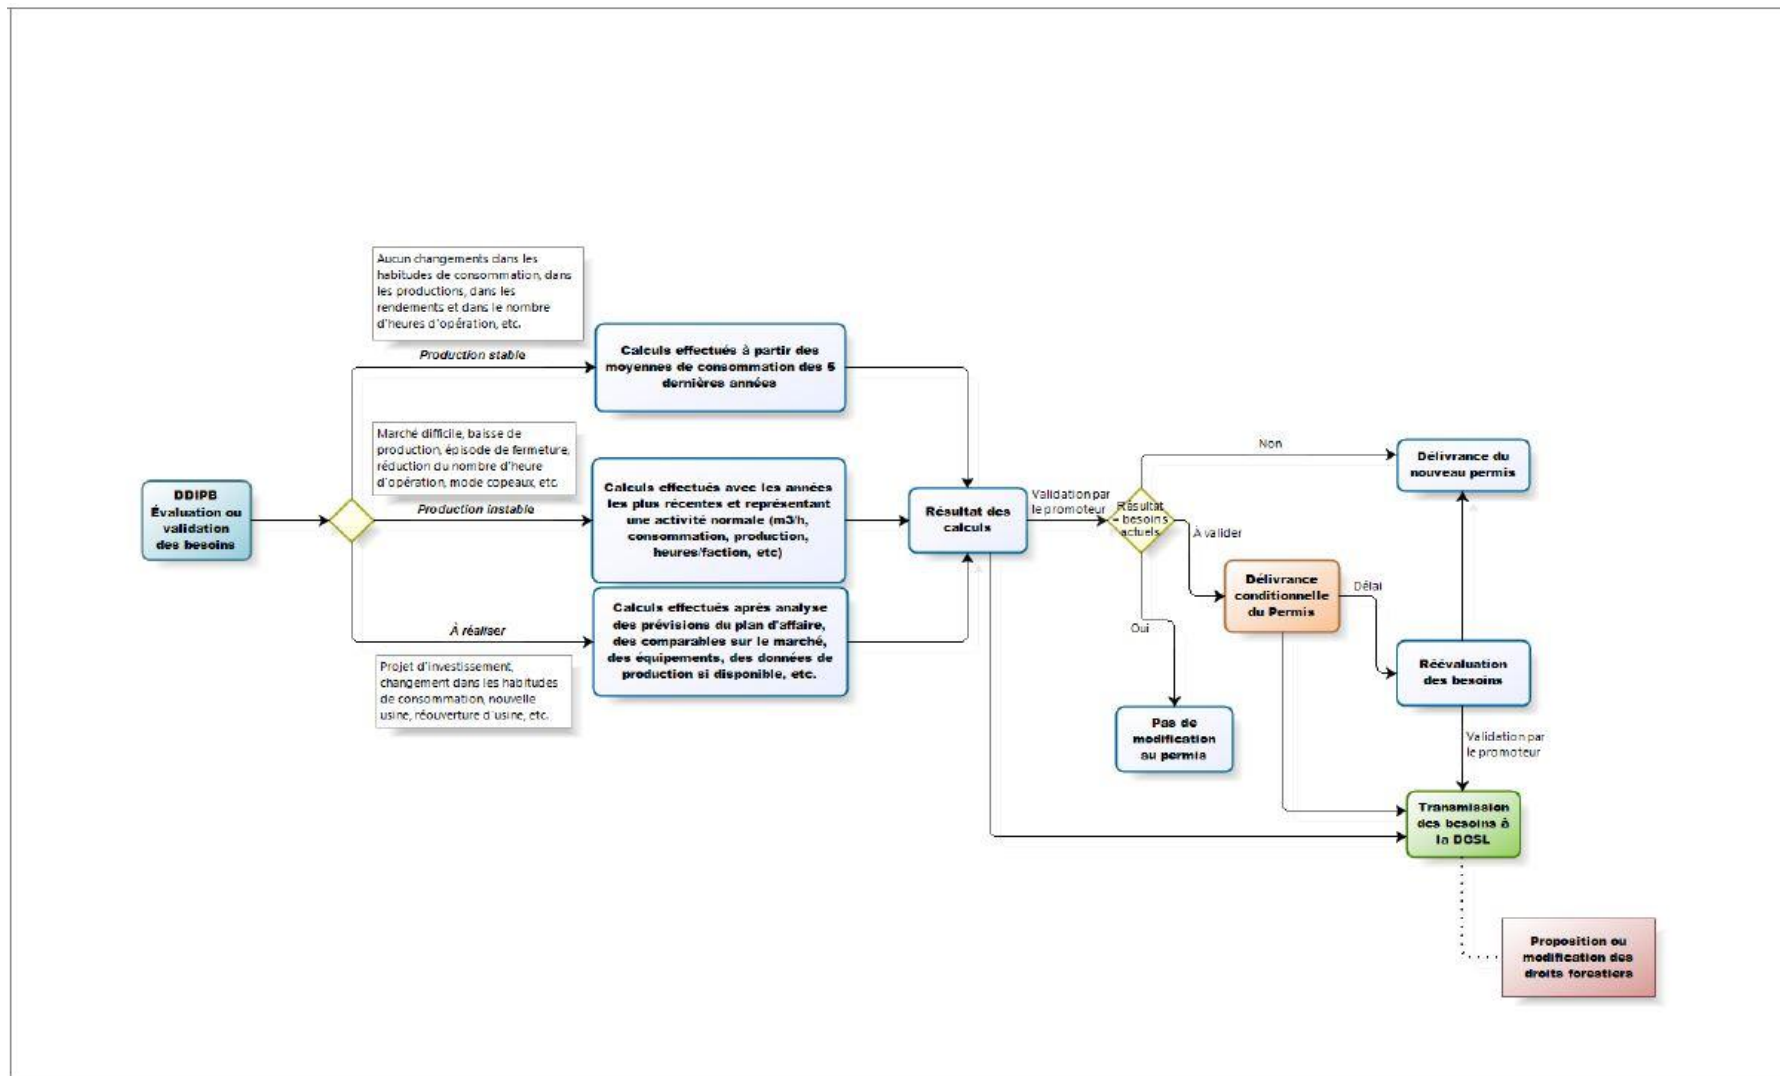 Aucun changements dans les
habitudes de consommation, dans
les productions, dans les
rendements et dans le nombre
d'heures d'opération, etc.
Production stable
Calculs effectués à partir des
moyennes de consommation des 5
dernières années
Marché difficile, baisse de
production, épisode de fermeture,
réduction du nombre d'heure
d'opération, mode copeaux, etc.
Production instable
DDIPB
Évaluation ou
validation
des besoins
Calculs effectués avec les années
les plus récentes et représentant
une activité normale (m3/h,
consommation, production,
heures/faction, etc)
À réaliser
Projet d'investissement,
changement dans les habitudes
de consommation, nouvelle
usine, réouverture d'usine, etc.
Calculs effectués après analyse
des prévisions du plan d'affaire,
des comparables sur le marché,
des équipements, des données de
production si disponible, etc.
Résultat des
calculs
Validation par
le promoteur
Résultat
= besoins
actuels
Non
Délivrance du
nouveau permis
À valider
Délivrance
conditionnelle
du Permis
Délai
Réévaluation
des besoins
Oui
Pas de
modification
au permis
Validation par
le promoteur
Transmission
des besoins à
la DGSL
Proposition ou
modification des
droits forestiers